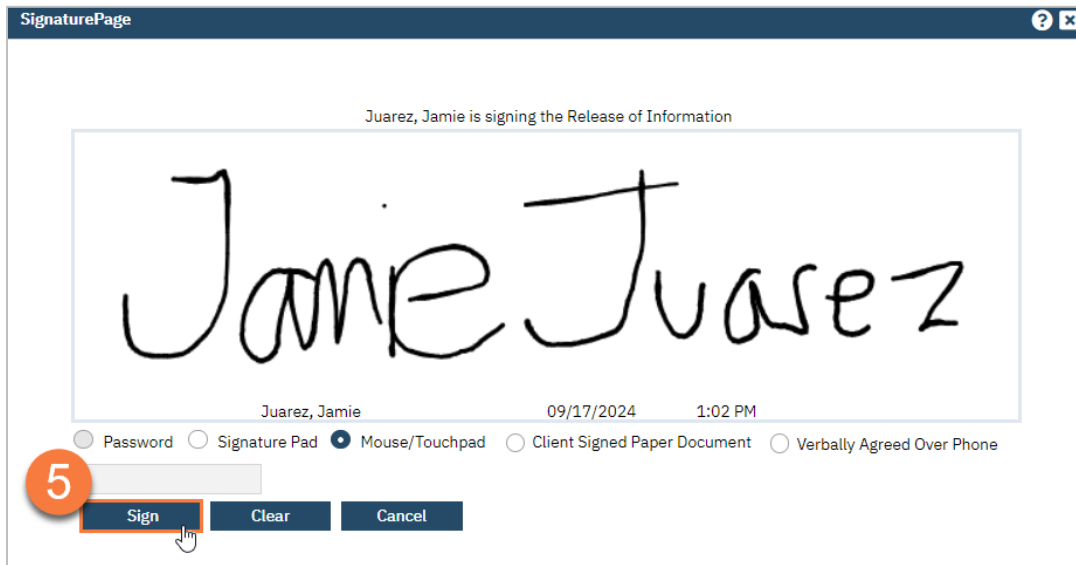 SignaturePage ?
Juarez, Jamie is signing the Release of Information
Jamie Juarez
Juarez, Jamie 09/17/2024 1:02 PM
Password Signature Pad Mouse/Touchpad Client Signed Paper Document Verbally Agreed Over Phone
5
Sign Clear Cancel